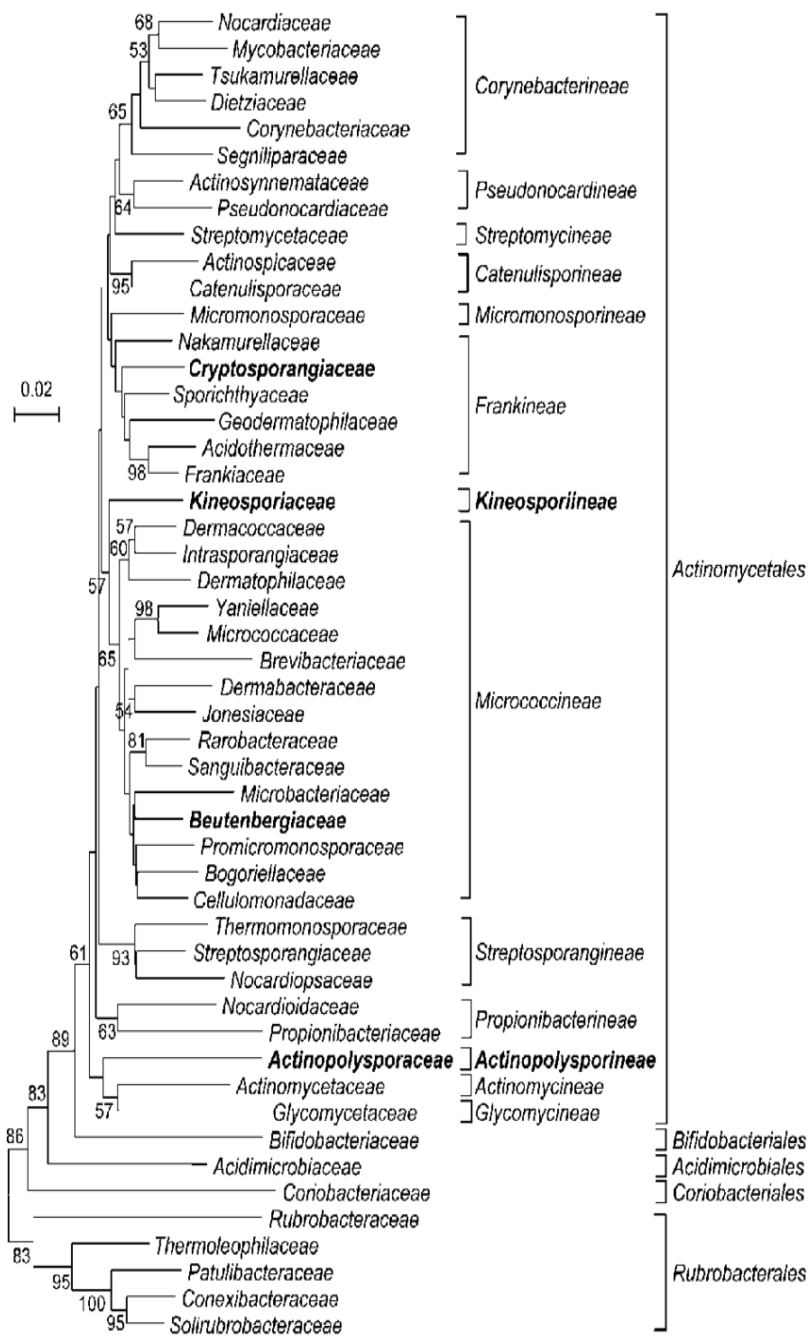 68
Nocardiaceae
53
Mycobacteriaceae
Tsukamurellaceae
Dietziaceae
Corynebacterineae
65
Corynebacteriaceae
Segniliparaceae
Actinosynnemataceae
Pseudonocardineae
64
Pseudonocardiaceae
Streptomycetaceae
Streptomycineae
Actinospicaceae
Catenulisporineae
95
Catenulisporaceae
Micromonosporaceae
Micromonosporineae
Nakamurellaceae
Cryptosporangiaceae
0.02
Sporichthyaceae
Frankineae
Geodermatophilaceae
Acidothermaceae
98
Frankiaceae
Kineosporiaceae
Kineosporiineae
57
Dermacoccaceae
60
Intrasporangiaceae
Actinomycetales
57
Dermatophilaceae
98
Yaniellaceae
Micrococcaceae
65
Brevibacteriaceae
Dermabacteraceae
Micrococcineae
54
Jonesiaceae
81
Rarobacteraceae
Sanguibacteraceae
Microbacteriaceae
Beutenbergiaceae
Promicromonosporaceae
Bogoriellaceae
Cellulomonadaceae
Thermomonosporaceae
61
93
Streptosporangiaceae
Streptosporangineae
Nocardiopsaceae
Nocardioidaceae
Propionibacterineae
63
Propionibacteriaceae
89
Actinopolysporaceae
Actinopolysporineae
83
Actinomycetaceae
Actinomycineae
57
Glycomycetaceae
Glycomycineae
86
Bifidobacteriaceae
Bifidobacteriales
Acidimicrobiaceae
Acidimicrobiales
Coriobacteriaceae
Coriobacteriales
Rubrobacteraceae
83
Thermoleophilaceae
95
Patulibacteraceae
Rubrobacterales
100
Conexibacteraceae
95
Solirubrobacteraceae